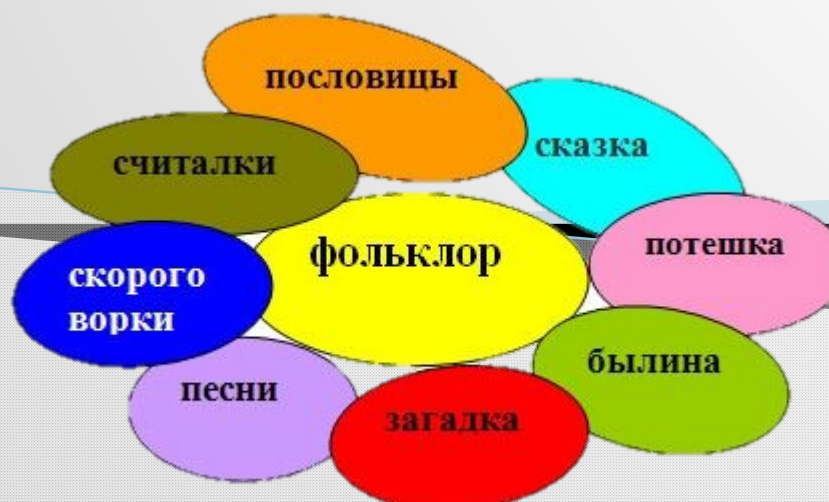 пословицы
сказка
считалки
потешка
фольклор
скорого
ворки
былина
песни
загадка